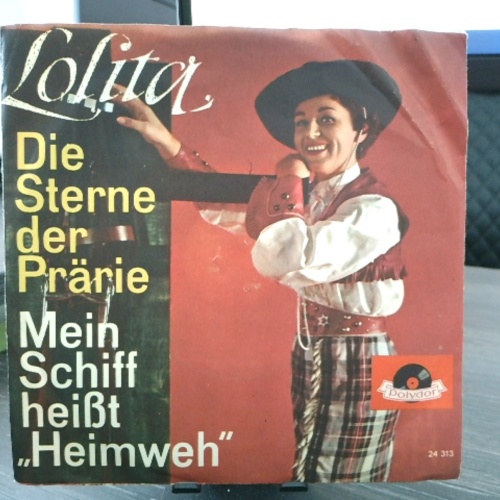 Lolita
Die
Sterne
der
Prärie
Mein
Schiff
heißt
„Heimweh“
Polydor
24 313